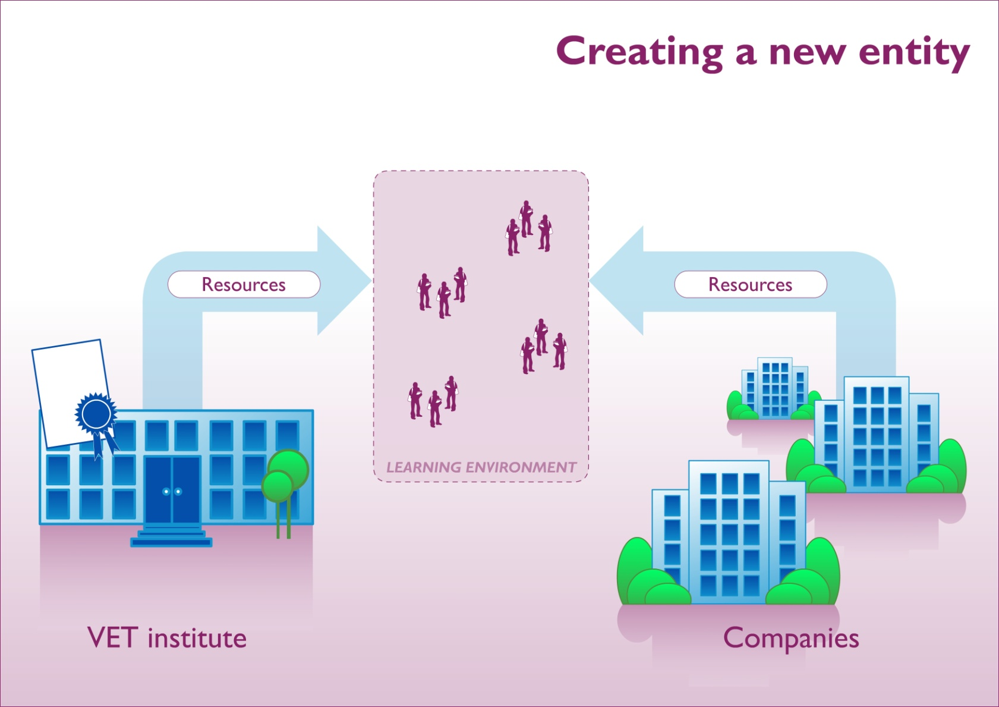 Creating a new entity
Resources
Resources
LEARNING ENVIRONMENT
VET institute
Companies